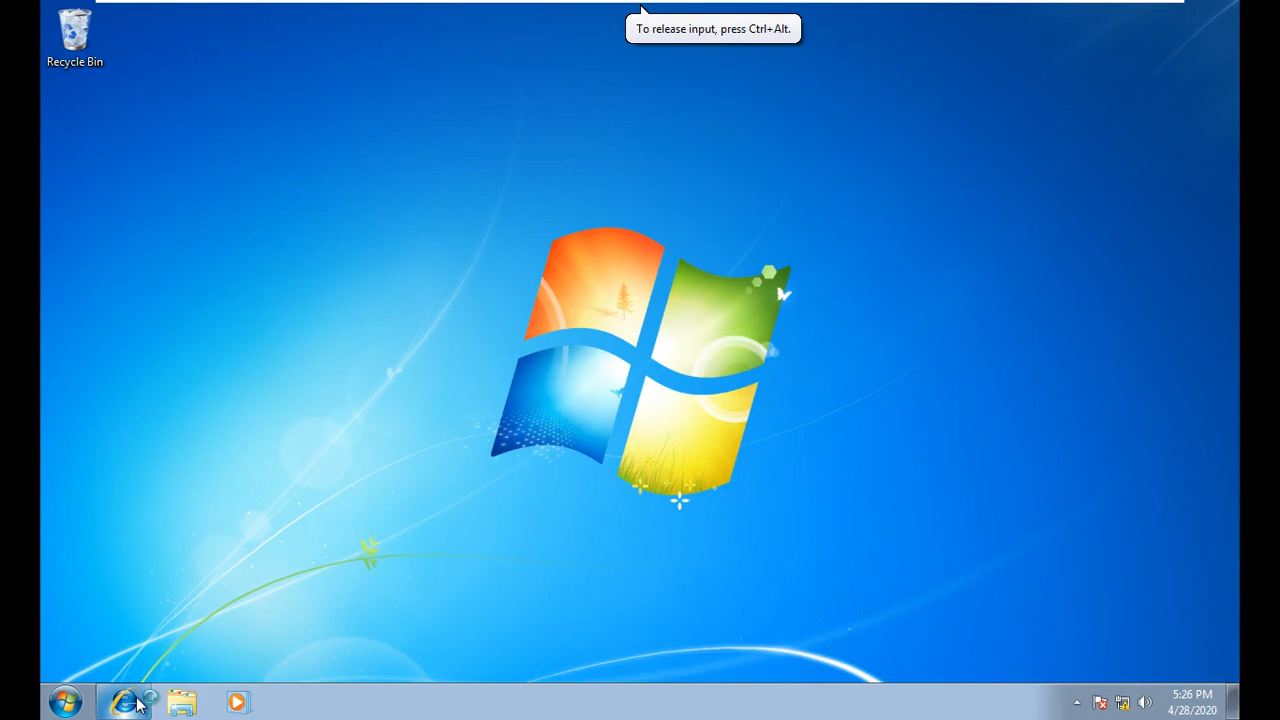 To release input, press Ctrl+Alt.
Recycle Bin
5:26 PM
4/28/2020